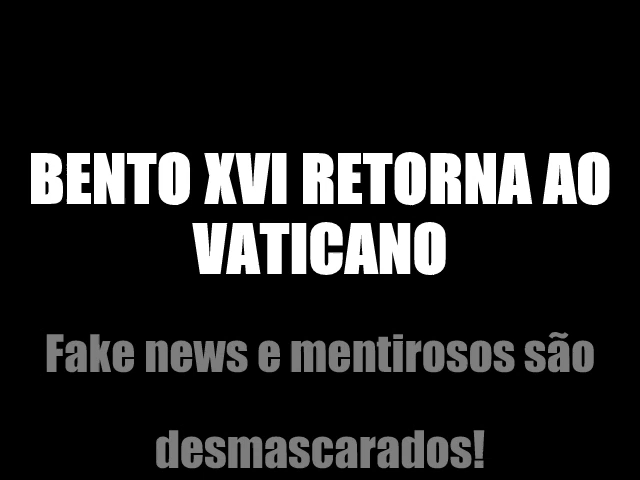 BENTO XVI RETORNA AO
VATICANO
Fake news e mentirosos são
desmascarados!